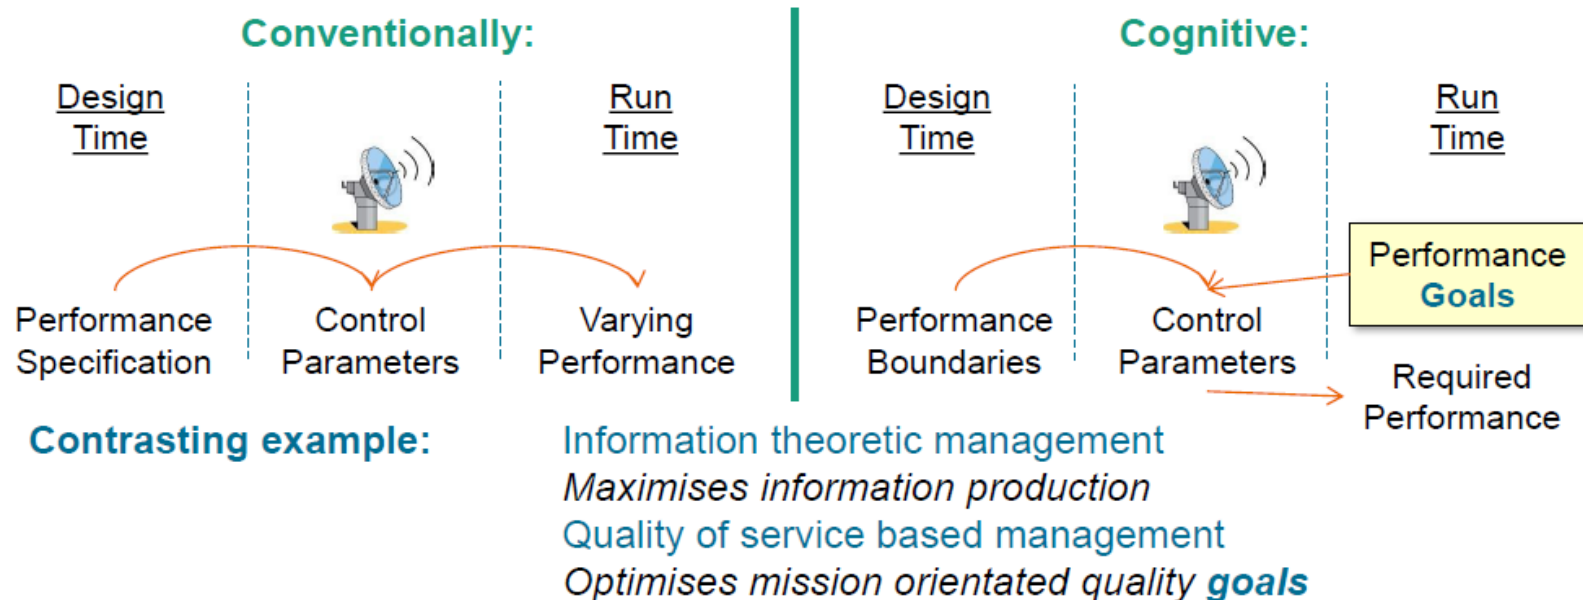 Conventionally:
Design
Time
Run
Time
Performance
Specification
Control
Parameters
Varying
Performance
Cognitive:
Design
Time
Run
Time
Performance
Goals
Performance
Boundaries
Control
Parameters
Required
Performance
Contrasting example:
Information theoretic management
Maximises information production
Quality of service based management
Optimises mission orientated quality goals